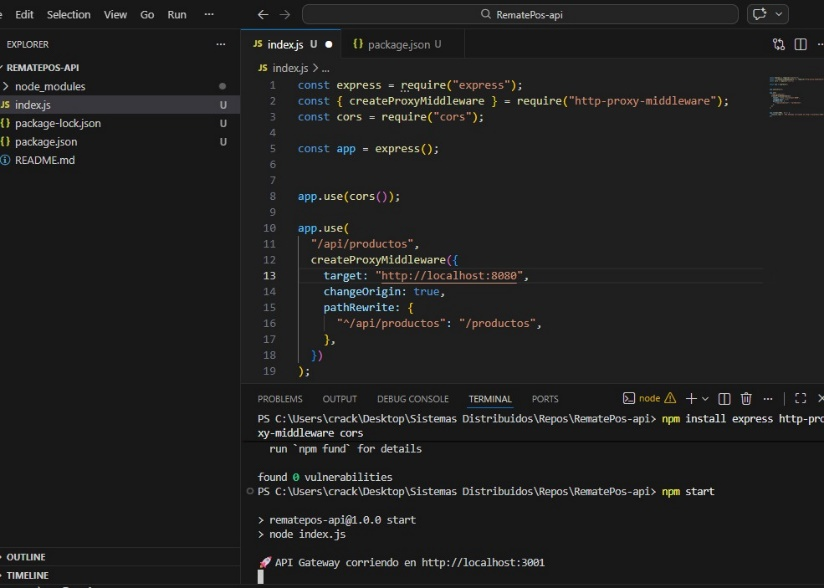 Edit Selection View Go Run ··· RematePos-api
EXPLORER ···
REMATEPOS-API
node_modules
JS index.js U
{} package-lock.json U
{} package.json U
README.md
OUTLINE
TIMELINE
JS index.js U ● {} package.json U
JS index.js > ...
1 const express = require("express");
2 const { createProxyMiddleware } = require("http-proxy-middleware");
3 const cors = require("cors");
4
5 const app = express();
6
7
8 app.use(cors());
9
10 app.use(
11 "/api/productos",
12 createProxyMiddleware({
13 target: "http://localhost:8080",
14 changeOrigin: true,
15 pathRewrite: {
16 "^/api/productos": "/productos",
17 },
18 })
19 );
PROBLEMS OUTPUT DEBUG CONSOLE TERMINAL PORTS node
PS C:\Users\crack\Desktop\Sistemas Distribuidos\Repos\RematePos-api> npm install express http-pro
xy-middleware cors
run `npm fund` for details
found 0 vulnerabilities
PS C:\Users\crack\Desktop\Sistemas Distribuidos\Repos\RematePos-api> npm start
> rematepos-api@1.0.0 start
> node index.js
🚀 API Gateway corriendo en http://localhost:3001